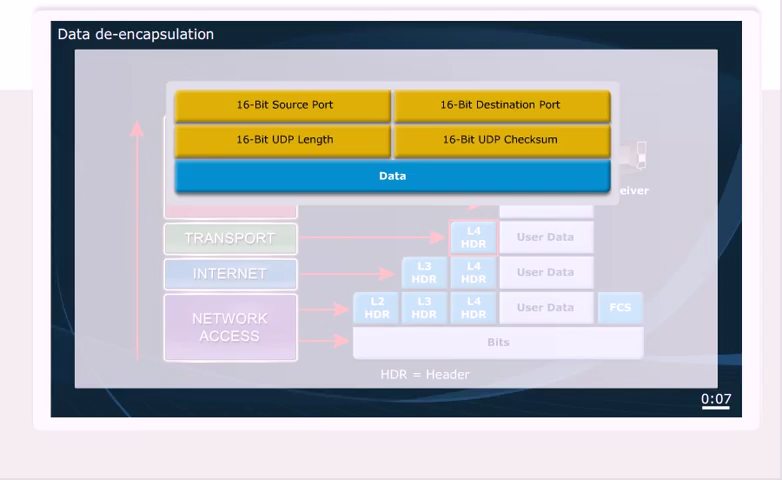 Data de-encapsulation
16-Bit Source Port
16-Bit Destination Port
16-Bit UDP Length
16-Bit UDP Checksum
Data
eiver
TRANSPORT
L4
HDR
User Data
INTERNET
L3
HDR
L4
HDR
User Data
NETWORK
ACCESS
L2
HDR
L3
HDR
L4
HDR
User Data
FCS
Bits
HDR = Header
0:07